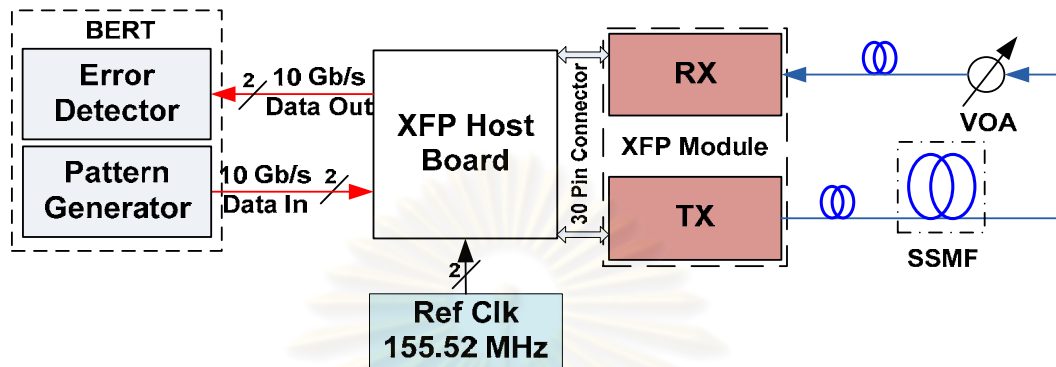 BERT
Error
Detector
2
10 Gb/s
Data Out
Pattern
Generator
10 Gb/s
2
Data In
XFP Host
Board
2
Ref Clk
155.52 MHz
30 Pin Connector
RX
XFP Module
TX
VOA
SSMF